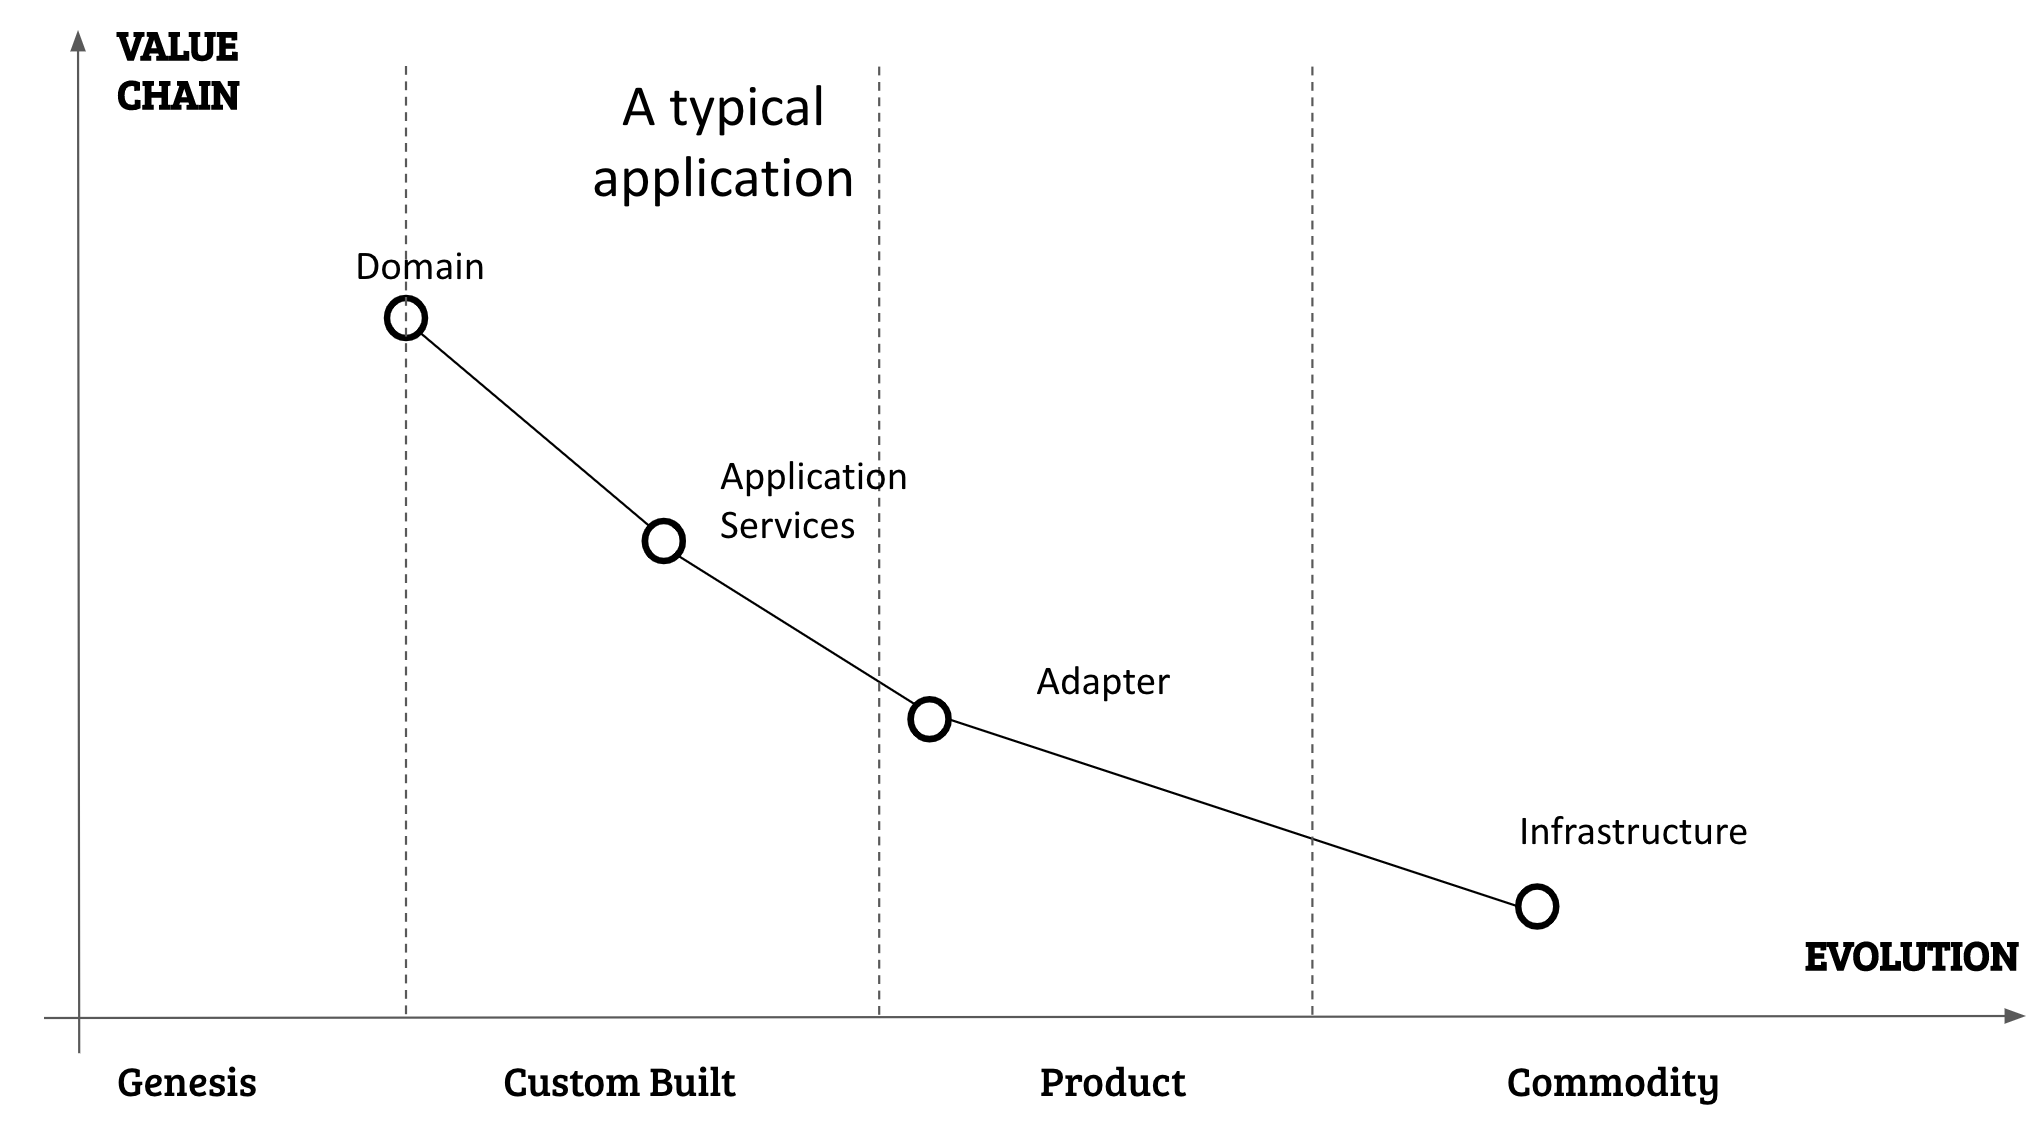 VALUE
CHAIN
A typical
application
Domain
Application
Services
Adapter
Infrastructure
EVOLUTION
Genesis
Custom Built
Product
Commodity